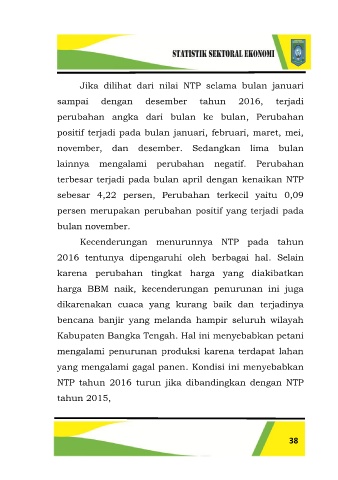 STATISTIK SEKTORAL EKONOMI
Jika dilihat dari nilai NTP selama bulan januari
sampai dengan desember tahun 2016, terjadi
perubahan angka dari bulan ke bulan, Perubahan
positif terjadi pada bulan januari, februari, maret, mei,
november, dan desember. Sedangkan lima bulan
lainnya mengalami perubahan negatif. Perubahan
terbesar terjadi pada bulan april dengan kenaikan NTP
sebesar 4,22 persen, Perubahan terkecil yaitu 0,09
persen merupakan perubahan positif yang terjadi pada
bulan november.
Kecenderungan menurunnya NTP pada tahun
2016 tentunya dipengaruhi oleh berbagai hal. Selain
karena perubahan tingkat harga yang diakibatkan
harga BBM naik, kecenderungan penurunan ini juga
dikarenakan cuaca yang kurang baik dan terjadinya
bencana banjir yang melanda hampir seluruh wilayah
Kabupaten Bangka Tengah. Hal ini menyebabkan petani
mengalami penurunan produksi karena terdapat lahan
yang mengalami gagal panen. Kondisi ini menyebabkan
NTP tahun 2016 turun jika dibandingkan dengan NTP
tahun 2015,
38